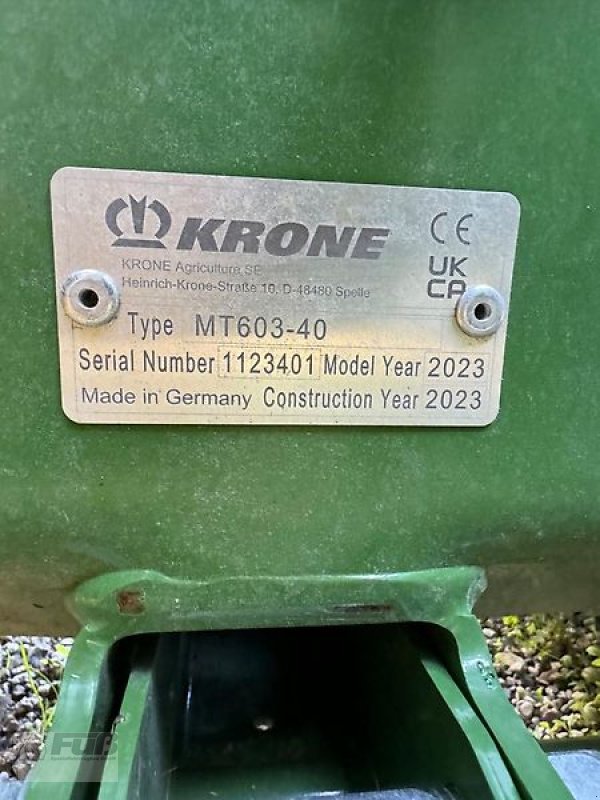 KRONE
CE
KRONE Agriculture SE
Heinrich-Krone-Straße 10, D-48480 Spelle
UK
CA
Type MT603-40
Serial Number 1123401 Model Year 2023
Made in Germany Construction Year 2023
Fuß